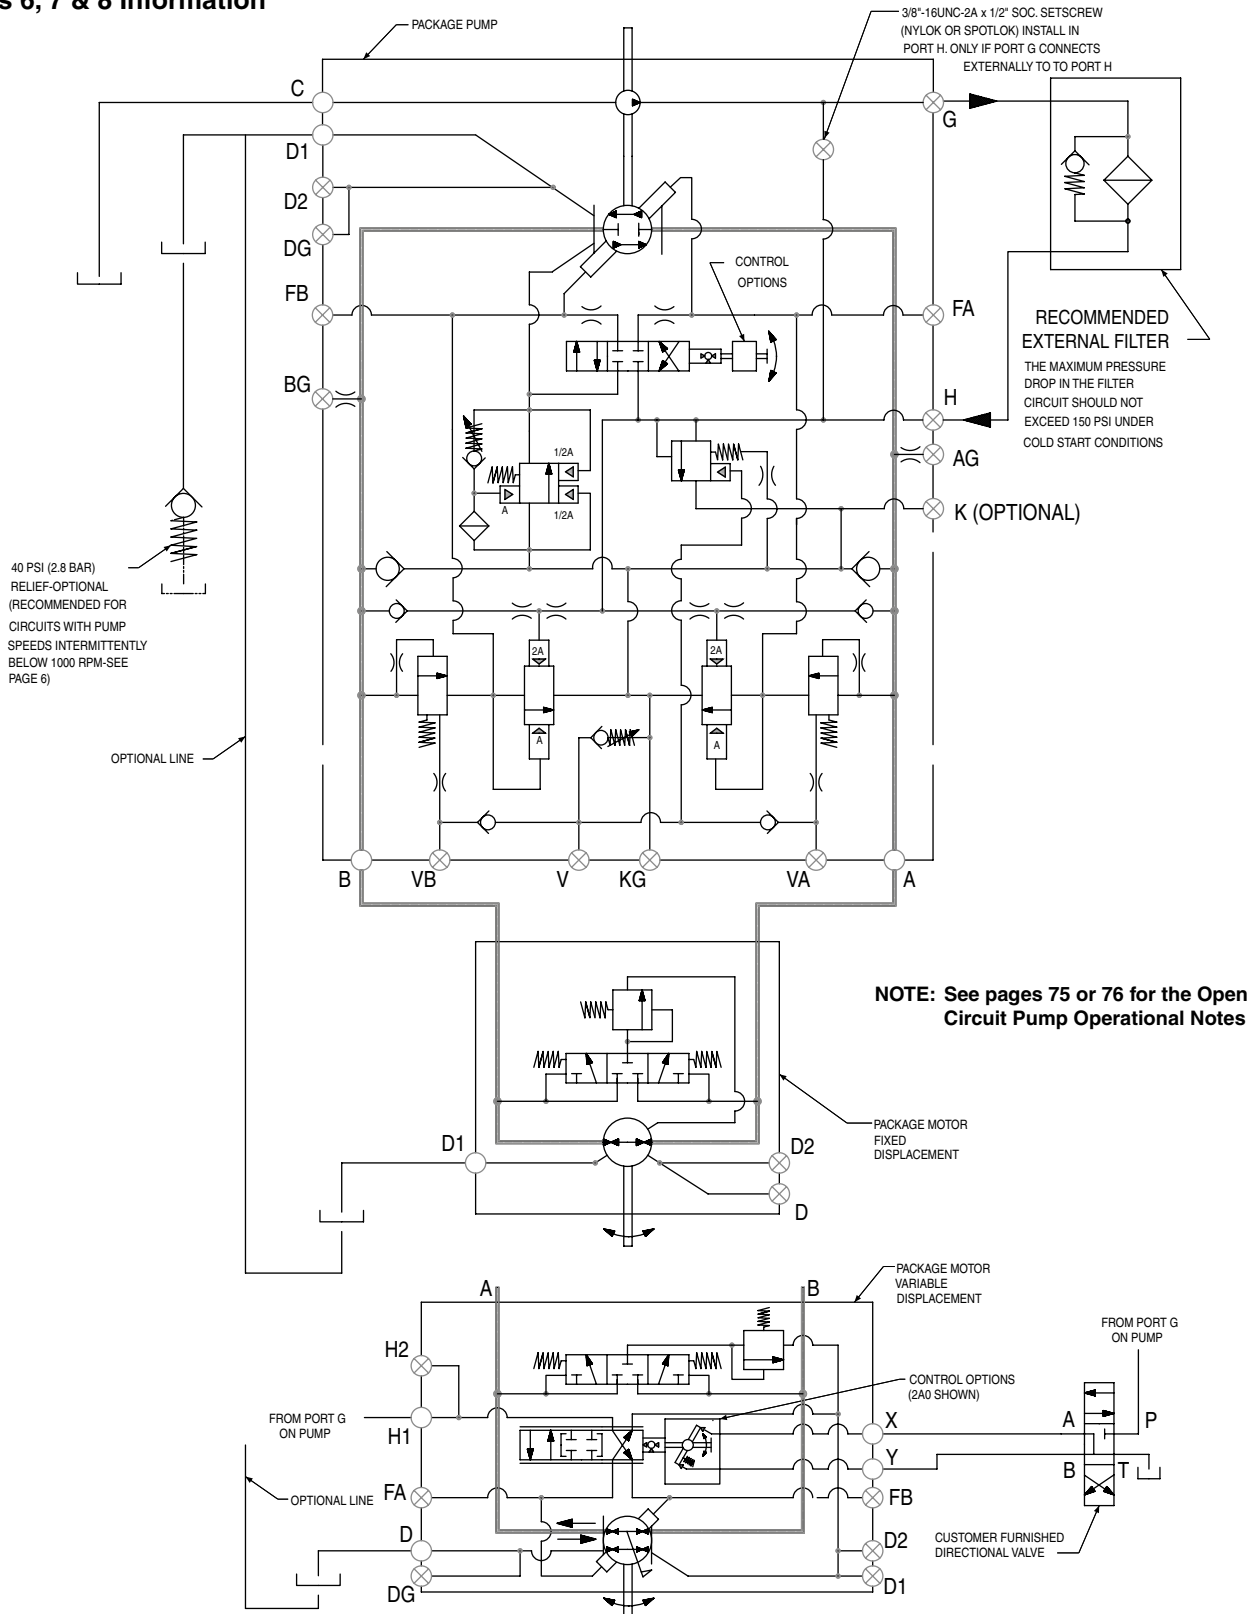 s 6, 7 & 8 Information
PACKAGE PUMP
3/8"-16UNC-2A x 1/2" SOC. SETSCREW
(NYLOK OR SPOTLOK) INSTALL IN
PORT H. ONLY IF PORT G CONNECTS
EXTERNALLY TO TO PORT H
C
G
D1
D2
DG
CONTROL
OPTIONS
FB
FA
RECOMMENDED
EXTERNAL FILTER
THE MAXIMUM PRESSURE
DROP IN THE FILTER
CIRCUIT SHOULD NOT
EXCEED 150 PSI UNDER
COLD START CONDITIONS
BG
H
AG
1/2A
A
1/2A
K (OPTIONAL)
40 PSI (2.8 BAR)
RELIEF-OPTIONAL
(RECOMMENDED FOR
CIRCUITS WITH PUMP
SPEEDS INTERMITTENTLY
BELOW 1000 RPM-SEE
PAGE 6)
2A
2A
A
A
OPTIONAL LINE
B
VB
V
KG
VA
A
NOTE: See pages 75 or 76 for the Open
Circuit Pump Operational Notes
PACKAGE MOTOR
FIXED
DISPLACEMENT
D1
D2
D
A
B
PACKAGE MOTOR
VARIABLE
DISPLACEMENT
FROM PORT G
ON PUMP
H2
CONTROL OPTIONS
(2A0 SHOWN)
FROM PORT G
ON PUMP
H1
X
A
P
Y
B
T
OPTIONAL LINE
FA
FB
D
D2
CUSTOMER FURNISHED
DIRECTIONAL VALVE
DG
D1